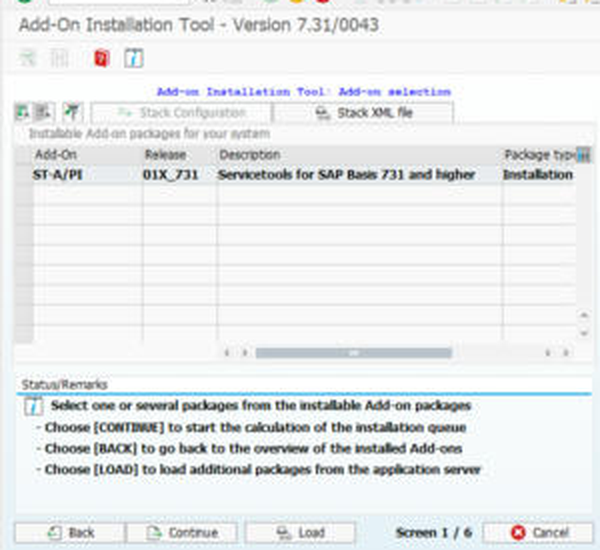 Add-On Installation Tool - Version 7.31/0043
Add-on Installation Tool: Add-on selection
Stack Configuration Stack XML file
Installable Add-on packages for your system
Add-On Release Description Package type
ST-A/PI 01X_731 Servicetools for SAP Basis 731 and higher Installation
Status/Remarks
Select one or several packages from the installable Add-on packages
- Choose [CONTINUE] to start the calculation of the installation queue
- Choose [BACK] to go back to the overview of the installed Add-ons
- Choose [LOAD] to load additional packages from the application server
Back Continue Load Screen 1 / 6 Cancel